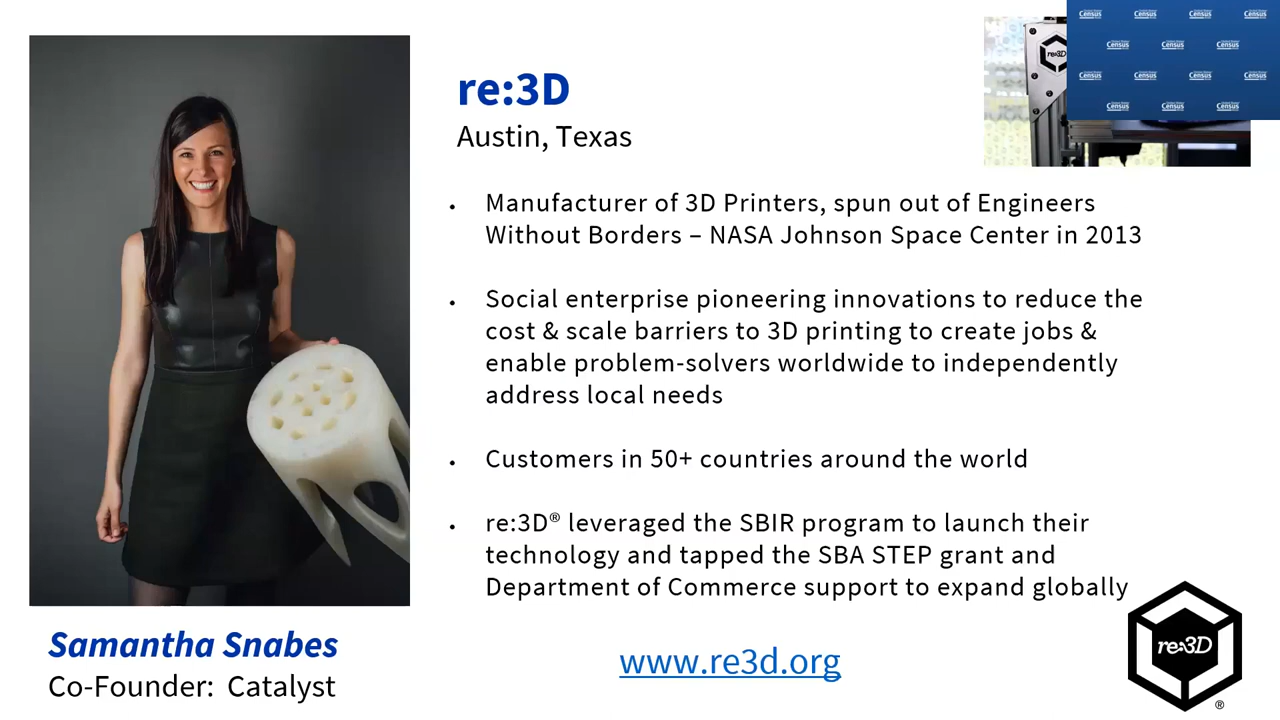 re:3D
Austin, Texas
• Manufacturer of 3D Printers, spun out of Engineers
Without Borders – NASA Johnson Space Center in 2013
• Social enterprise pioneering innovations to reduce the
cost & scale barriers to 3D printing to create jobs &
enable problem-solvers worldwide to independently
address local needs
• Customers in 50+ countries around the world
• re:3D® leveraged the SBIR program to launch their
technology and tapped the SBA STEP grant and
Department of Commerce support to expand globally
Samantha Snabes
Co-Founder: Catalyst
www.re3d.org
re:3D
®
re:3D
Census Census Census Census
Census Census
Census Census Census Census
Census Census